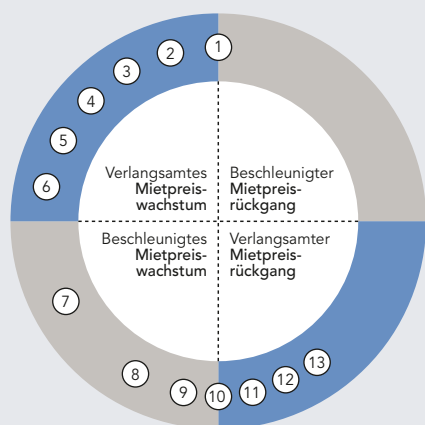 1
2
3
4
5
6
Verlangsamtes
Mietpreis-
wachstum
Beschleunigter
Mietpreis-
rückgang
Beschleunigtes
Mietpreis-
wachstum
Verlangsamter
Mietpreis-
rückgang
7
8
9
10
11
12
13